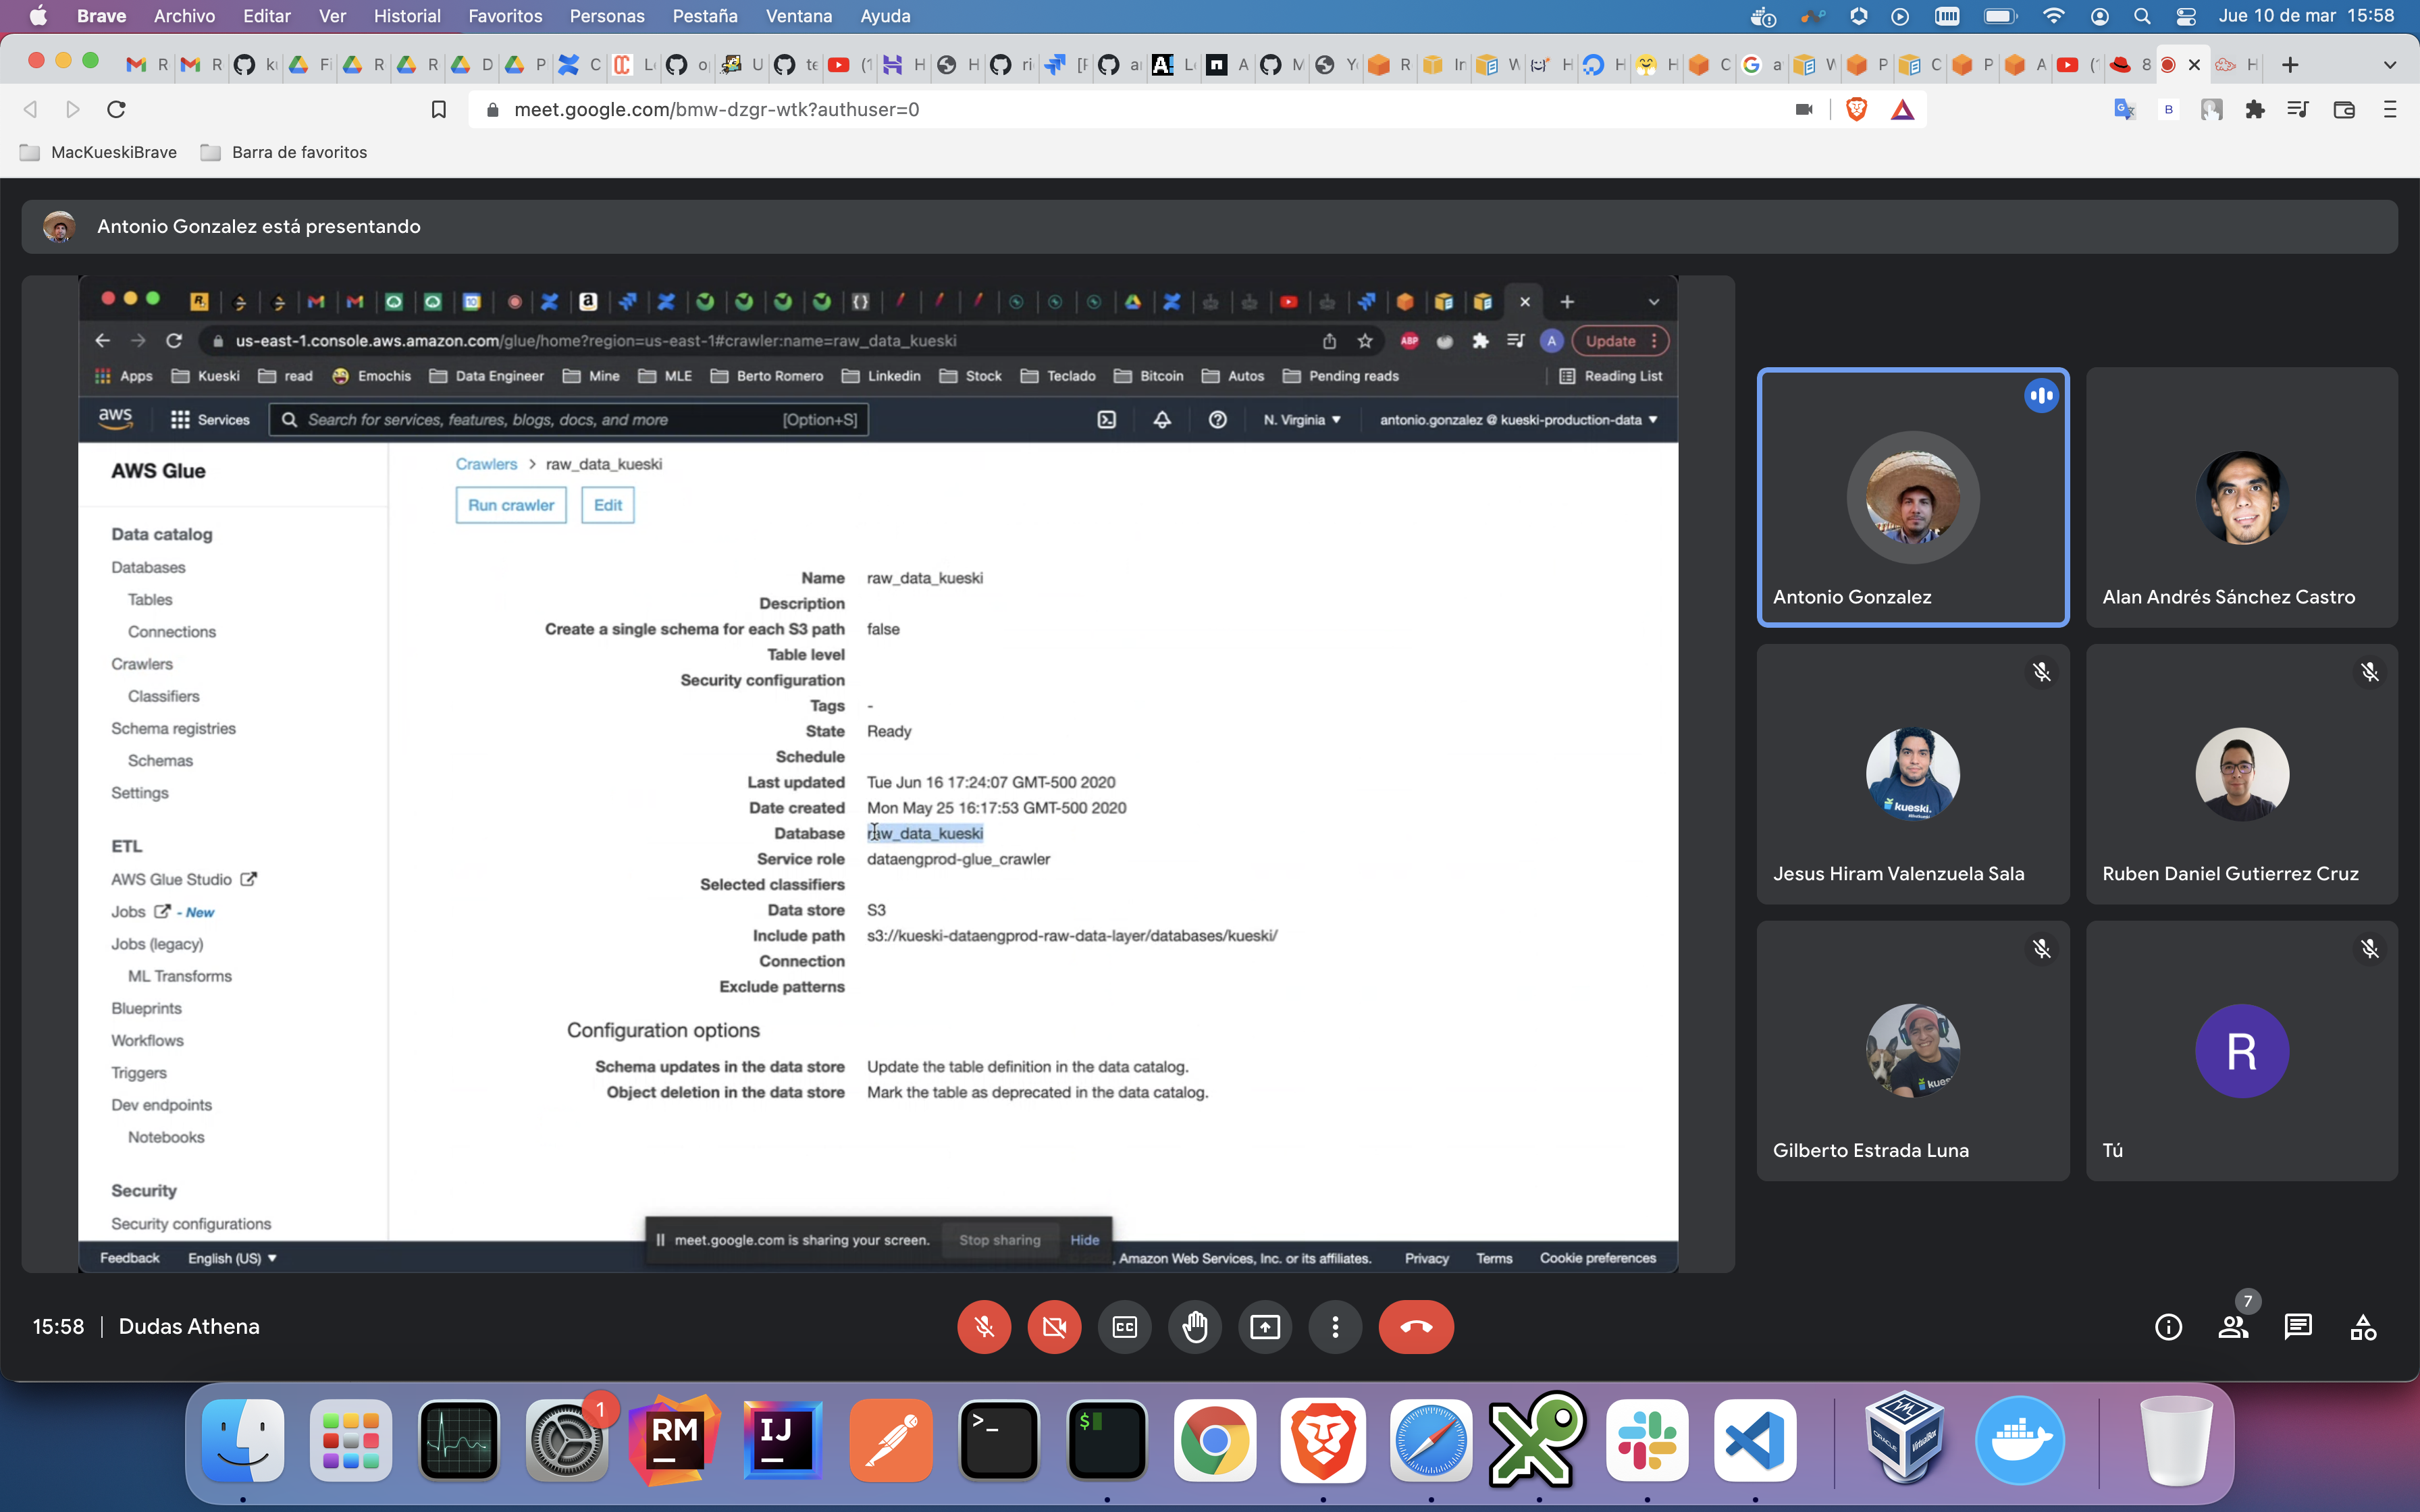 Brave Archivo Editar Ver Historial Favoritos Personas Pestaña Ventana Ayuda Jue 10 de mar 15:58
meet.google.com/bmw-dzgr-wtk?authuser=0
MacKueskiBrave Barra de favoritos
Antonio Gonzalez está presentando
us-east-1.console.aws.amazon.com/glue/home?region=us-east-1#crawler:name=raw_data_kueski
ABP A Update
Apps Kueski read Emochis Data Engineer Mine MLE Berto Romero Linkedin Stock Teclado Bitcoin Autos Pending reads Reading List
aws Services Search for services, features, blogs, docs, and more [Option+S] N. Virginia antonio.gonzalez @ kueski-production-data
AWS Glue
Data catalog
Databases
Tables
Connections
Crawlers
Classifiers
Schema registries
Schemas
Settings
ETL
AWS Glue Studio
Jobs - New
Jobs (legacy)
ML Transforms
Blueprints
Workflows
Triggers
Dev endpoints
Notebooks
Security
Security configurations
Crawlers > raw_data_kueski
Run crawler Edit
Name raw_data_kueski
Description
Create a single schema for each S3 path false
Table level
Security configuration
Tags -
State Ready
Schedule
Last updated Tue Jun 16 17:24:07 GMT-500 2020
Date created Mon May 25 16:17:53 GMT-500 2020
Database raw_data_kueski
Service role dataengprod-glue_crawler
Selected classifiers
Data store S3
Include path s3://kueski-dataengprod-raw-data-layer/databases/kueski/
Connection
Exclude patterns
Configuration options
Schema updates in the data store Update the table definition in the data catalog.
Object deletion in the data store Mark the table as deprecated in the data catalog.
meet.google.com is sharing your screen. Stop sharing Hide
Feedback English (US) , Amazon Web Services, Inc. or its affiliates. Privacy Terms Cookie preferences
Antonio Gonzalez
Alan Andrés Sánchez Castro
kueski.
Jesus Hiram Valenzuela Sala
Ruben Daniel Gutierrez Cruz
Gilberto Estrada Luna
R
Tú
15:58 | Dudas Athena
CC
7
1
RM
IJ
>_
$